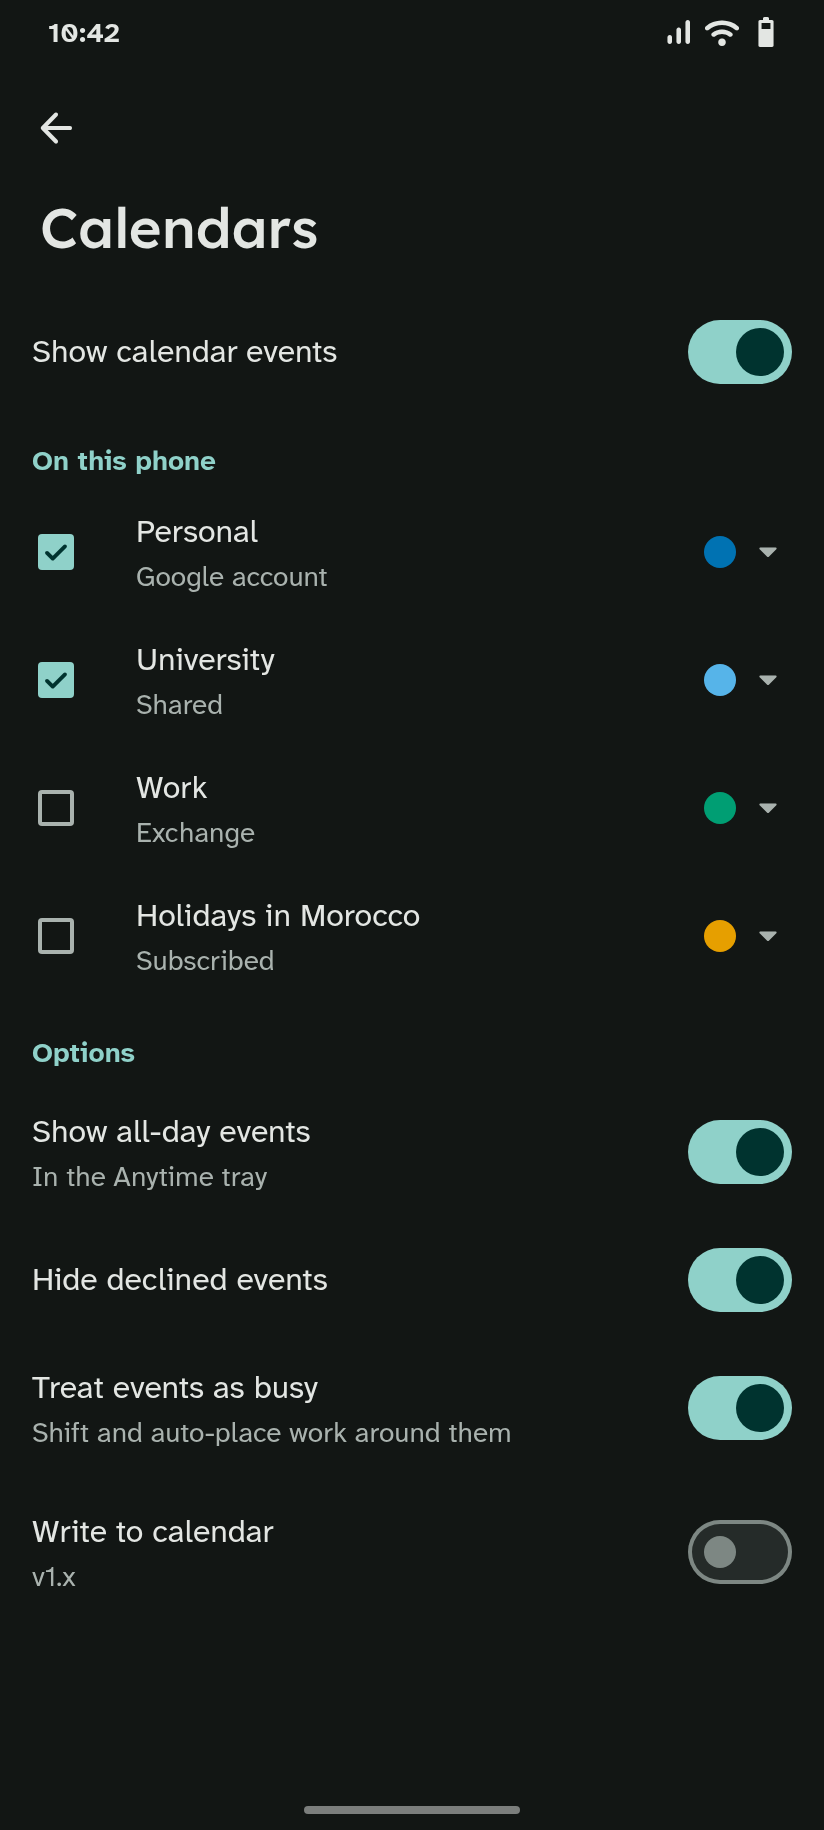 10:42
Calendars
Show calendar events
On this phone
Personal
Google account
University
Shared
Work
Exchange
Holidays in Morocco
Subscribed
Options
Show all-day events
In the Anytime tray
Hide declined events
Treat events as busy
Shift and auto-place work around them
Write to calendar
v1.x